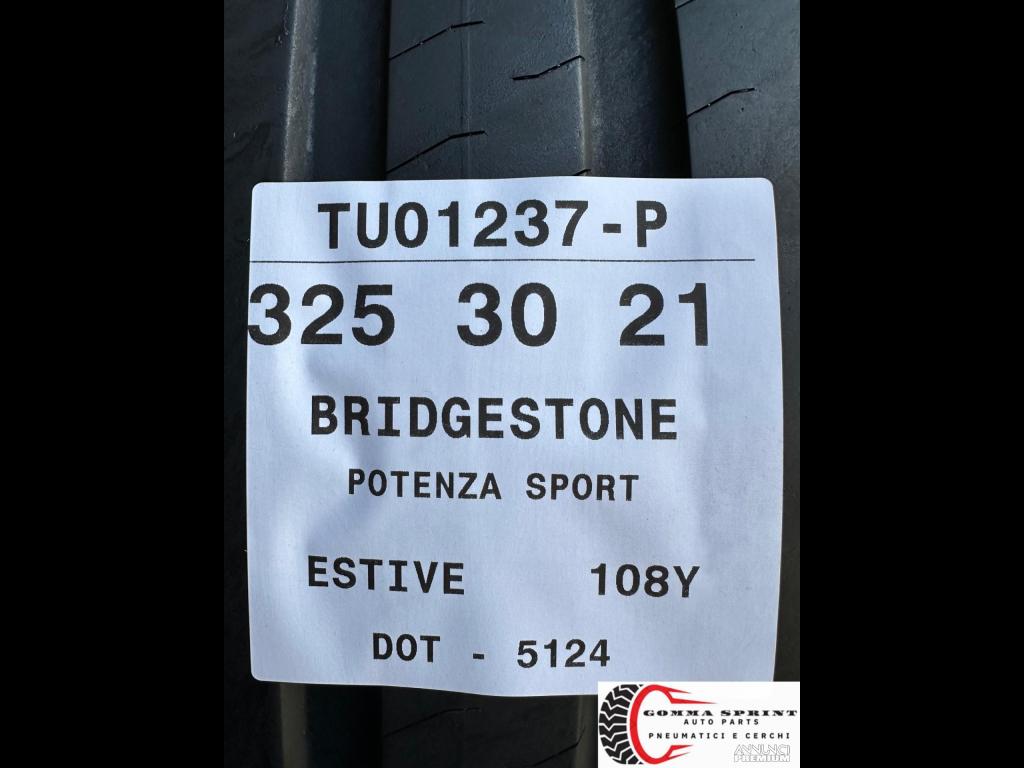 TU01237-P
325 30 21
BRIDGESTONE
POTENZA SPORT
ESTIVE 108Y
DOT - 5124
GOMMA SPRINT
AUTO PARTS
PNEUMATICI E CERCHI
ANNUNCI
PREMIUM